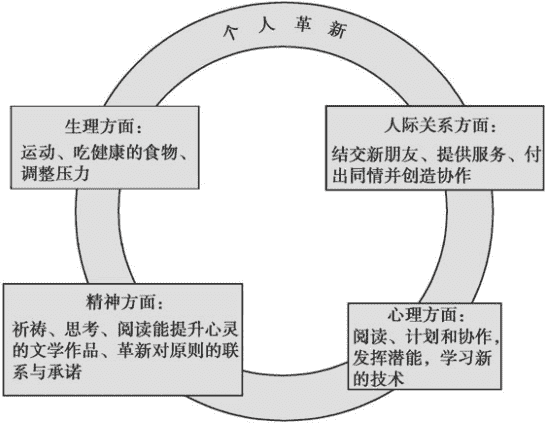 个人革新
生理方面：
运动、吃健康的食物、
调整压力
人际关系方面：
结交新朋友、提供服务、付
出同情并创造协作
精神方面：
祈祷、思考、阅读能提升心灵
的文学作品、革新对原则的联
系与承诺
心理方面：
阅读、计划和协作，
发挥潜能，学习新
的技术